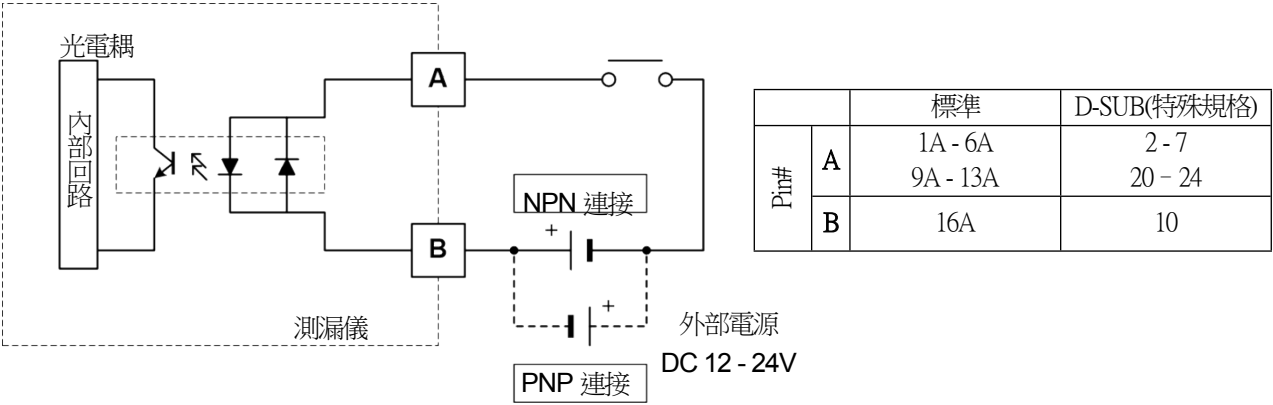 光電耦
內部回路
測漏儀
A
B
NPN 連接
+
+
PNP 連接
外部電源
DC 12 - 24V
標準 D-SUB(特殊規格)
Pin#
A 1A - 6A 2 - 7
9A - 13A 20 - 24
B 16A 10